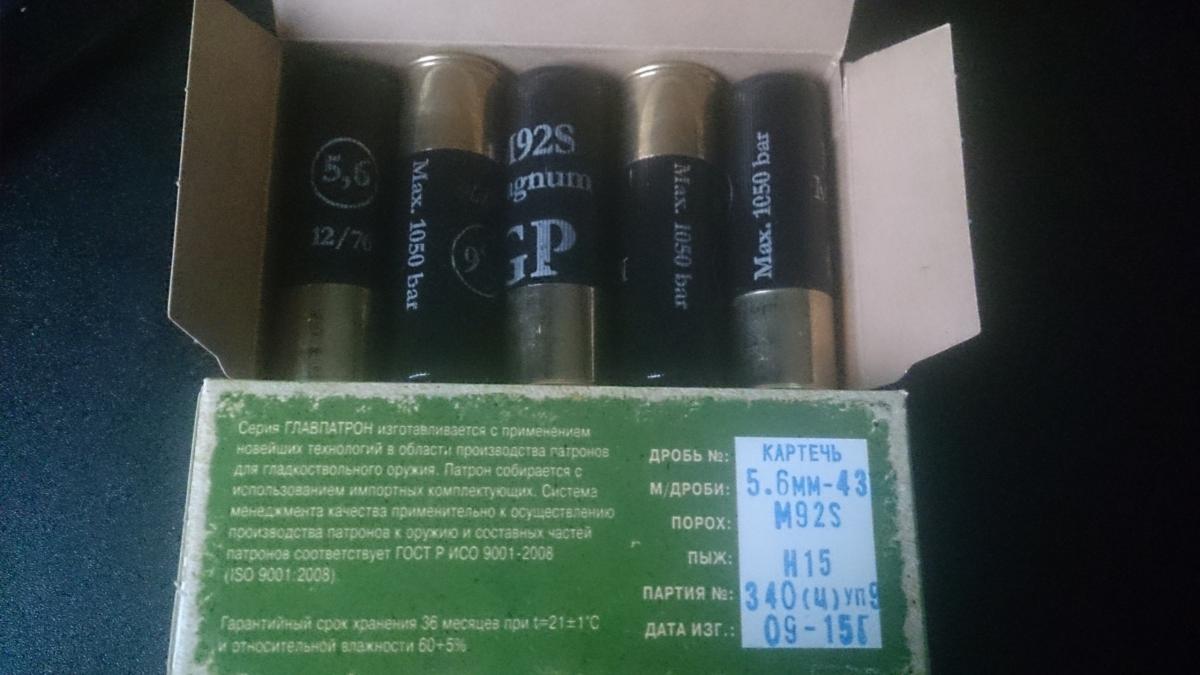 5,6
12/76
Max. 1050 bar
M92S
Magnum
GP
Max. 1050 bar
Max. 1050 bar
Серия ГЛАВПАТРОН изготавливается с применением
новейших технологий в области производства патронов
для гладкоствольного оружия. Патрон собирается с
использованием импортных комплектующих. Система
менеджмента качества применительно к осуществлению
производства патронов к оружию и составных частей
патронов соответствует ГОСТ Р ИСО 9001-2008
(ISO 9001:2008)
Гарантийный срок хранения 36 месяцев при t=21±1°С
и относительной влажности 60+5%
ДРОБЬ №: КАРТЕЧЬ
М/ДРОБИ: 5.6мм-43
ПОРОХ: М92S
ПЫЖ: Н15
ПАРТИЯ №: 340(Ч)УП9
ДАТА ИЗГ.: 09-15Г